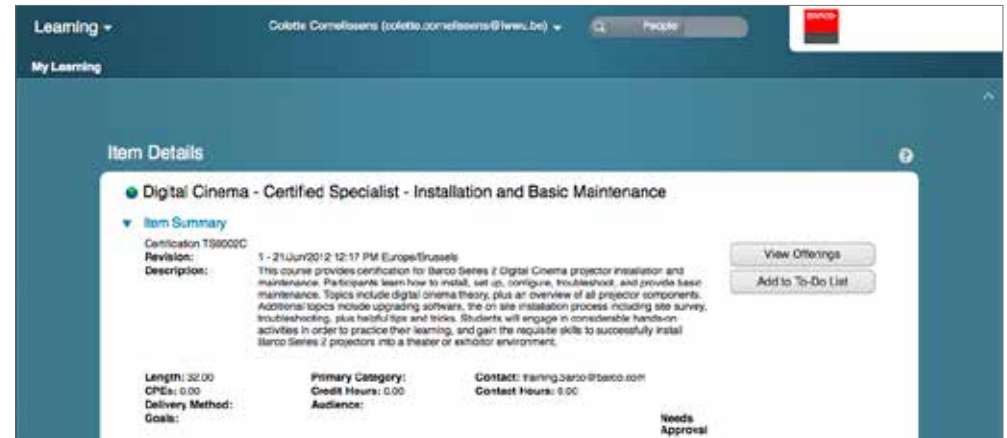 Learning
Colette Cornelissens (colette.cornelissens@iwwu.be)
People
BARCO
My Learning
Item Details
Digital Cinema - Certified Specialist - Installation and Basic Maintenance
Item Summary
Certification TS0002C
View Offerings
Revision: 1 - 21/Jun/2012 12:17 PM Europe/Brussels
Description: This course provides certification for Barco Series 2 Digital Cinema projector installation and
maintenance. Participants learn how to install, set up, configure, troubleshoot, and provide basic
Add to To-Do List
maintenance. Topics include digital cinema theory, plus an overview of all projector components.
Additional topics include upgrading software, the on site installation process including site survey,
troubleshooting, plus helpful tips and tricks. Students will engage in considerable hands-on
activities in order to practice their learning, and gain the requisite skills to successfully install
Barco Series 2 projectors into a theater or exhibitor environment.
Length: 32.00 Primary Category: Contact: training.barco@barco.com
CPEs: 0.00 Credit Hours: 0.00 Contact Hours: 0.00
Delivery Method: Audience:
Goals: Needs
Approval